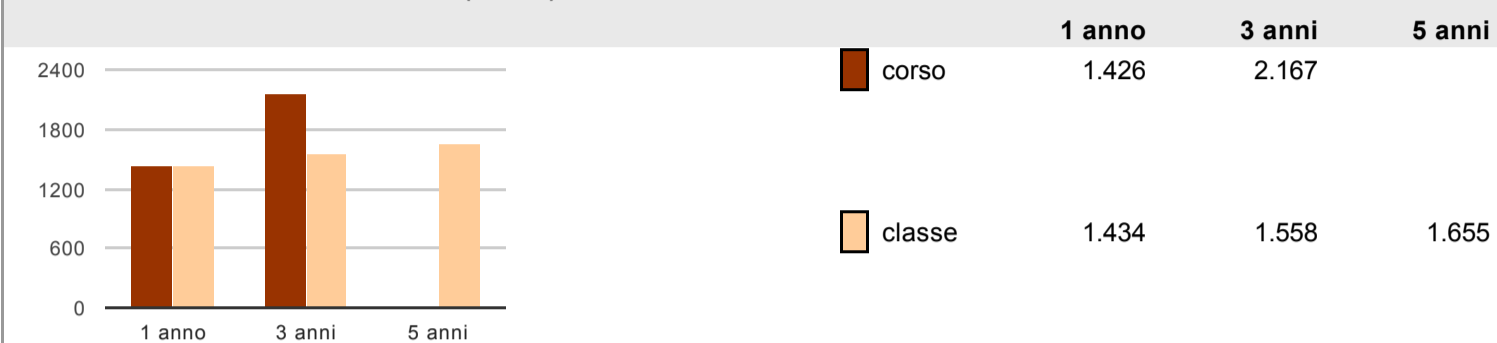 1 anno 3 anni 5 anni
2400
1800
1200
600
0
1 anno 3 anni 5 anni
corso 1.426 2.167
classe 1.434 1.558 1.655